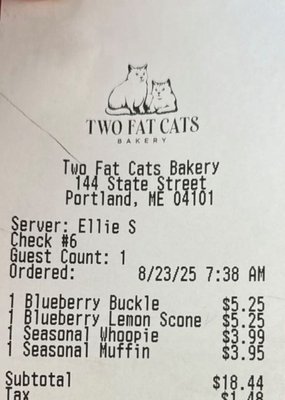 TWO FAT CATS
BAKERY
Two Fat Cats Bakery
144 State Street
Portland, ME 04101
Server: Ellie S
Check #6
Guest Count: 1
Ordered: 8/23/25 7:38 AM
1 Blueberry Buckle $5.25
1 Blueberry Lemon Scone $5.25
1 Seasonal Whoopie $3.99
1 Seasonal Muffin $3.95
Subtotal $18.44
Tax $1.48